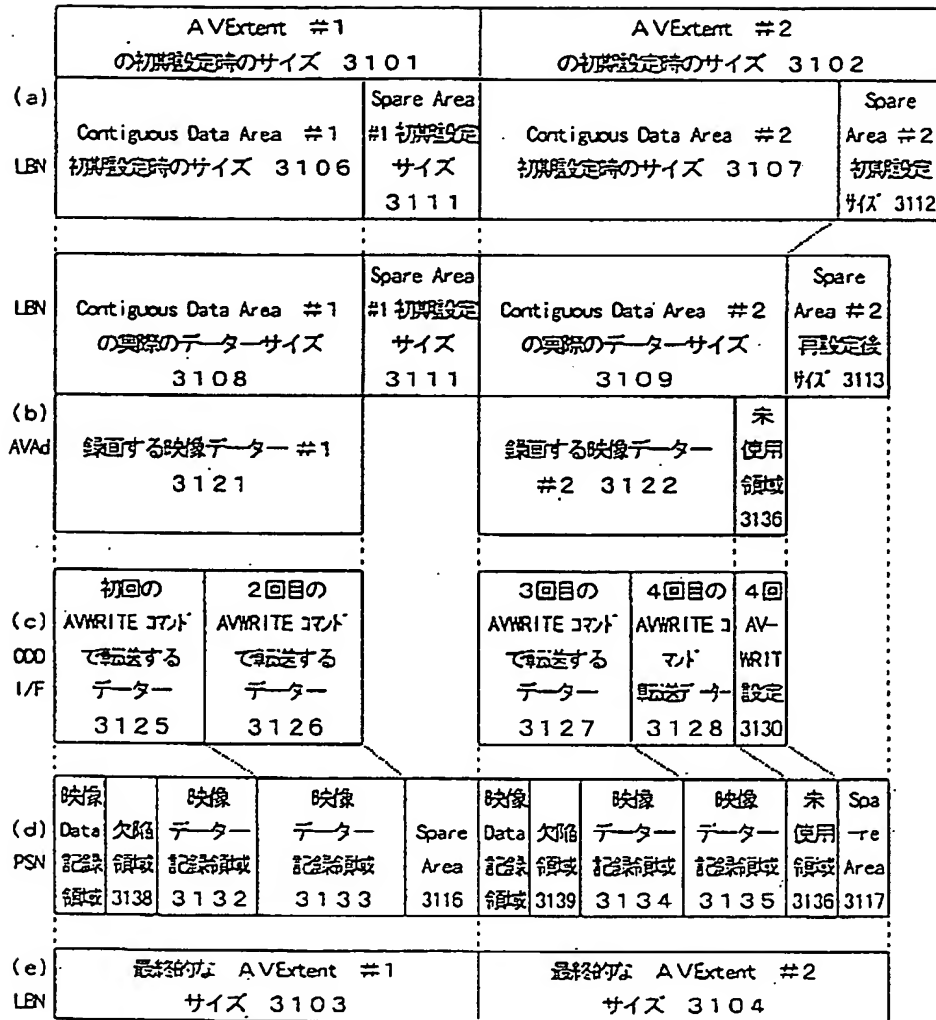 AVExtent #1
の初期設定時のサイズ 3101
AVExtent #2
の初期設定時のサイズ 3102
(a)
LBN
Contiguous Data Area #1
初期設定時のサイズ 3106
Spare Area
#1 初期設定
サイズ
3111
Contiguous Data Area #2
初期設定時のサイズ 3107
Spare
Area #2
初期設定
サイズ 3112
LBN
Contiguous Data Area #1
の実際のデーターサイズ
3108
Spare Area
#1 初期設定
サイズ
3111
Contiguous Data Area #2
の実際のデーターサイズ
3109
Spare
Area #2
再設定後
サイズ 3113
(b)
AVAd
録画する映像データー #1
3121
録画する映像データー
#2 3122
未
使用
領域
3136
(c)
ODD
I/F
初回の
AVWRITE コマンド
で転送する
データー
3125
2回目の
AVWRITE コマンド
で転送する
データー
3126
3回目の
AVWRITE コマンド
で転送する
データー
3127
4回目の
AVWRITE コ
マンド
転送データー
3128
4回
AV-
WRIT
設定
3130
(d)
PSN
映像
Data
記録
領域
欠陥
領域
3138
映像
データー
記録領域
3132
映像
データー
記録領域
3133
Spare
Area
3116
映像
Data
記録
領域
欠陥
領域
3139
映像
データー
記録領域
3134
映像
データー
記録領域
3135
未
使用
領域
3136
Spa
-re
Area
3117
(e)
LBN
最終的な AVExtent #1
サイズ 3103
最終的な AVExtent #2
サイズ 3104